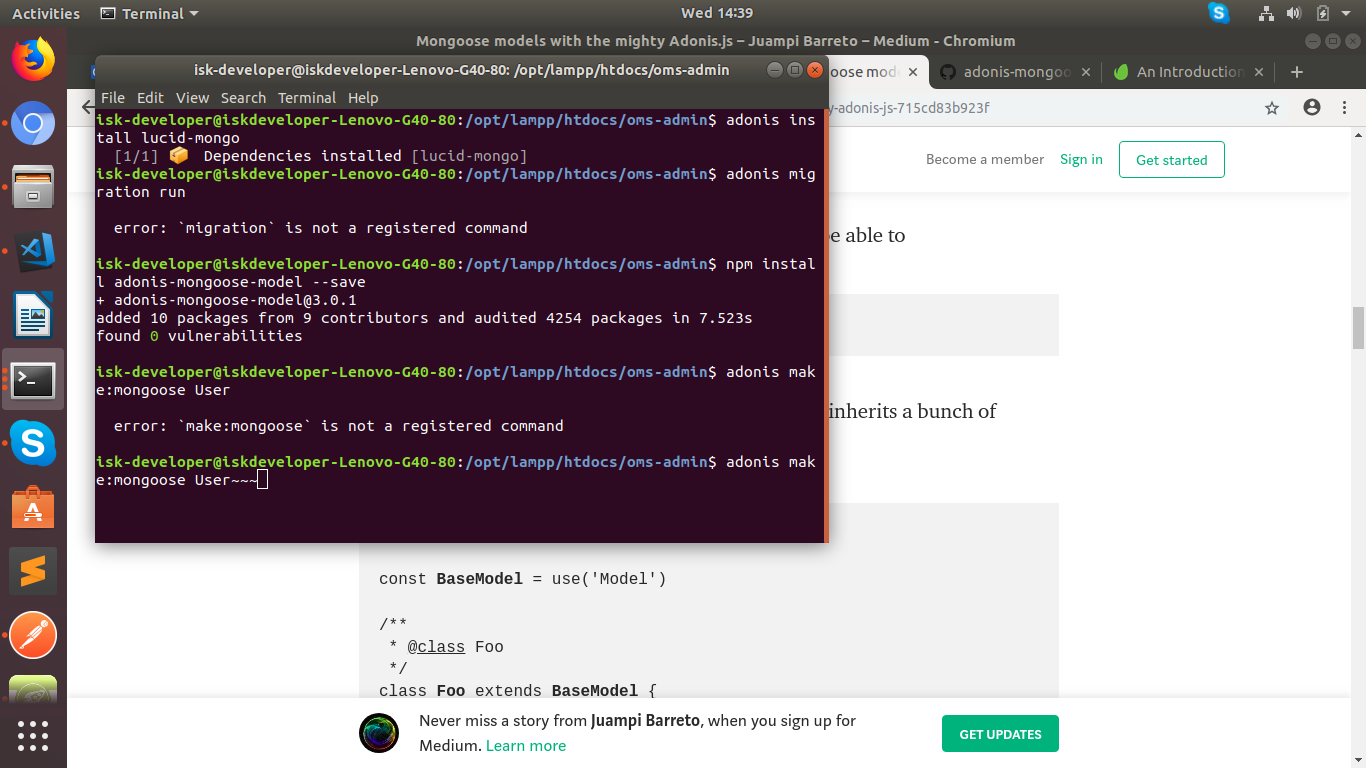 Activities
Terminal
Wed 14:39
Mongoose models with the mighty Adonis.js – Juampi Barreto – Medium - Chromium
isk-developer@iskdeveloper-Lenovo-G40-80: /opt/lampp/htdocs/oms-admin
oose mod
adonis-mongoo
An Introduction
File Edit View Search Terminal Help
y-adonis-js-715cd83b923f
isk-developer@iskdeveloper-Lenovo-G40-80:/opt/lampp/htdocs/oms-admin$ adonis ins
tall lucid-mongo
[1/1] 📦 Dependencies installed [lucid-mongo]
isk-developer@iskdeveloper-Lenovo-G40-80:/opt/lampp/htdocs/oms-admin$ adonis mig
ration run
error: `migration` is not a registered command
isk-developer@iskdeveloper-Lenovo-G40-80:/opt/lampp/htdocs/oms-admin$ npm instal
l adonis-mongoose-model --save
+ adonis-mongoose-model@3.0.1
added 10 packages from 9 contributors and audited 4254 packages in 7.523s
found 0 vulnerabilities
isk-developer@iskdeveloper-Lenovo-G40-80:/opt/lampp/htdocs/oms-admin$ adonis mak
e:mongoose User
error: `make:mongoose` is not a registered command
isk-developer@iskdeveloper-Lenovo-G40-80:/opt/lampp/htdocs/oms-admin$ adonis mak
e:mongoose User~~~
Become a member Sign in Get started
be able to
inherits a bunch of
const BaseModel = use('Model')
/**
* @class Foo
*/
class Foo extends BaseModel {
Never miss a story from Juampi Barreto, when you sign up for
Medium. Learn more
GET UPDATES